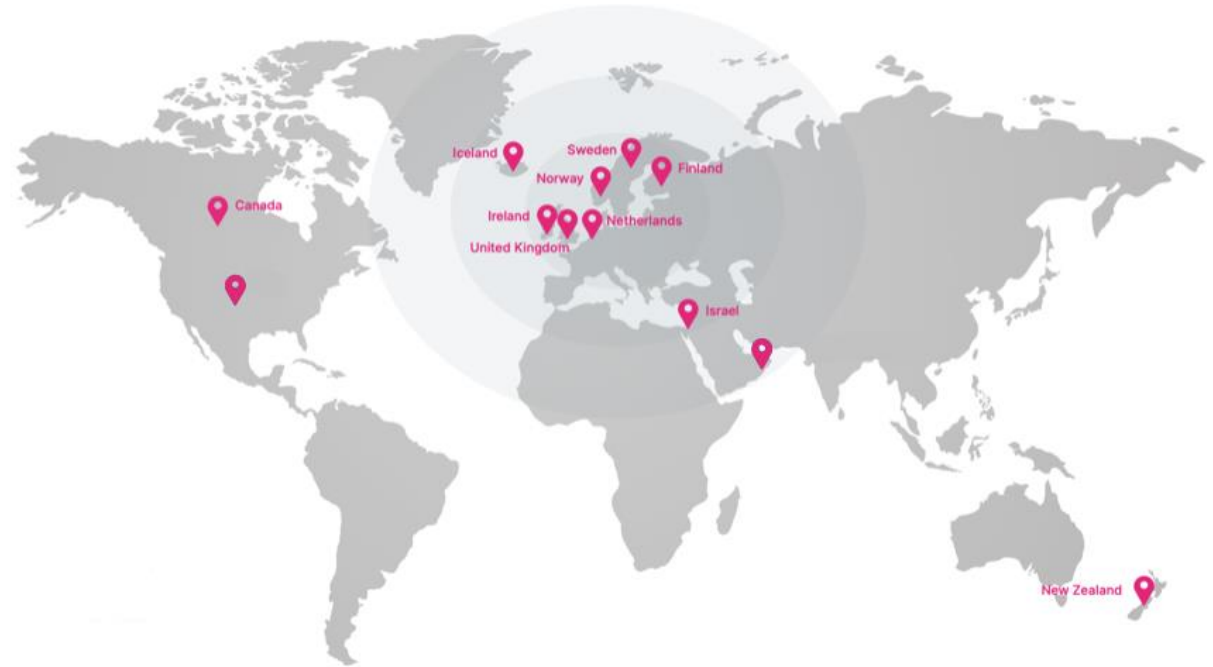 Iceland
Sweden
Finland
Norway
Canada
Ireland
Netherlands
United Kingdom
Israel
New Zealand